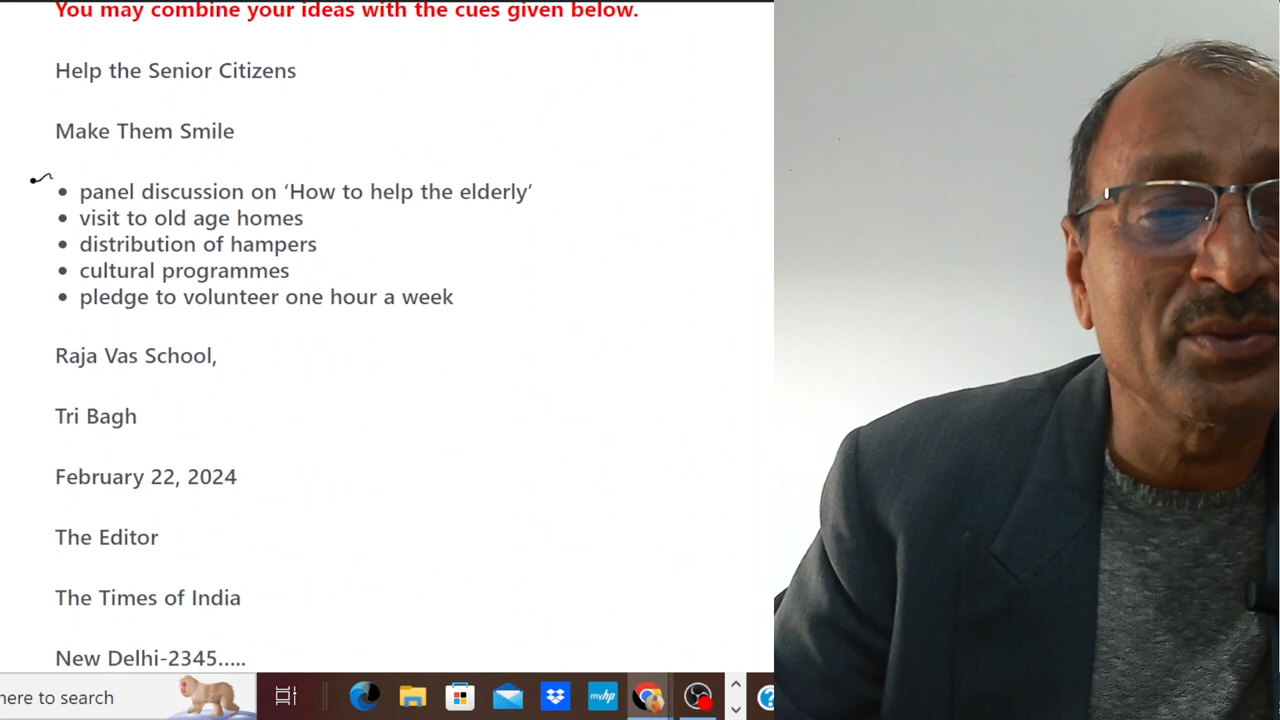 You may combine your ideas with the cues given below.
Help the Senior Citizens
Make Them Smile
• panel discussion on ‘How to help the elderly’
• visit to old age homes
• distribution of hampers
• cultural programmes
• pledge to volunteer one hour a week
Raja Vas School,
Tri Bagh
February 22, 2024
The Editor
The Times of India
New Delhi-2345.....
here to search
myhp
?